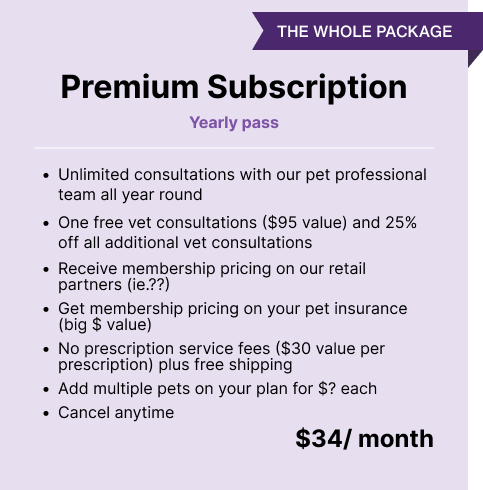 THE WHOLE PACKAGE
Premium Subscription
Yearly pass
• Unlimited consultations with our pet professional
team all year round
• One free vet consultations ($95 value) and 25%
off all additional vet consultations
• Receive membership pricing on our retail
partners (ie.??)
• Get membership pricing on your pet insurance
(big $ value)
• No prescription service fees ($30 value per
prescription) plus free shipping
• Add multiple pets on your plan for $? each
• Cancel anytime
$34/ month